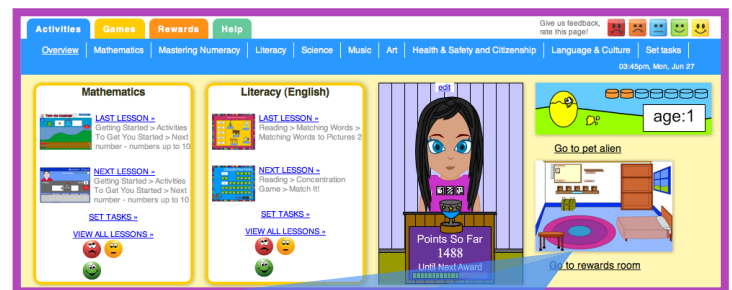 Activities Games Rewards Help
Give us feedback,
rate this page!
Overview Mathematics Mastering Numeracy Literacy Science Music Art Health & Safety and Citizenship Language & Culture Set tasks
03:45pm, Mon, Jun 27
Mathematics
LAST LESSON »
Getting Started > Activities
To Get You Started > Next
number - numbers up to 10
NEXT LESSON »
Getting Started > Activities
To Get You Started > Next
number - numbers up to 10
SET TASKS »
VIEW ALL LESSONS »
Literacy (English)
LAST LESSON »
Reading > Matching Words >
Matching Words to Pictures 2
NEXT LESSON »
Reading > Concentration
Game > Match It!
SET TASKS »
VIEW ALL LESSONS »
edit
Points So Far
1488
Until Next Award
age:1
Go to pet alien
Go to rewards room